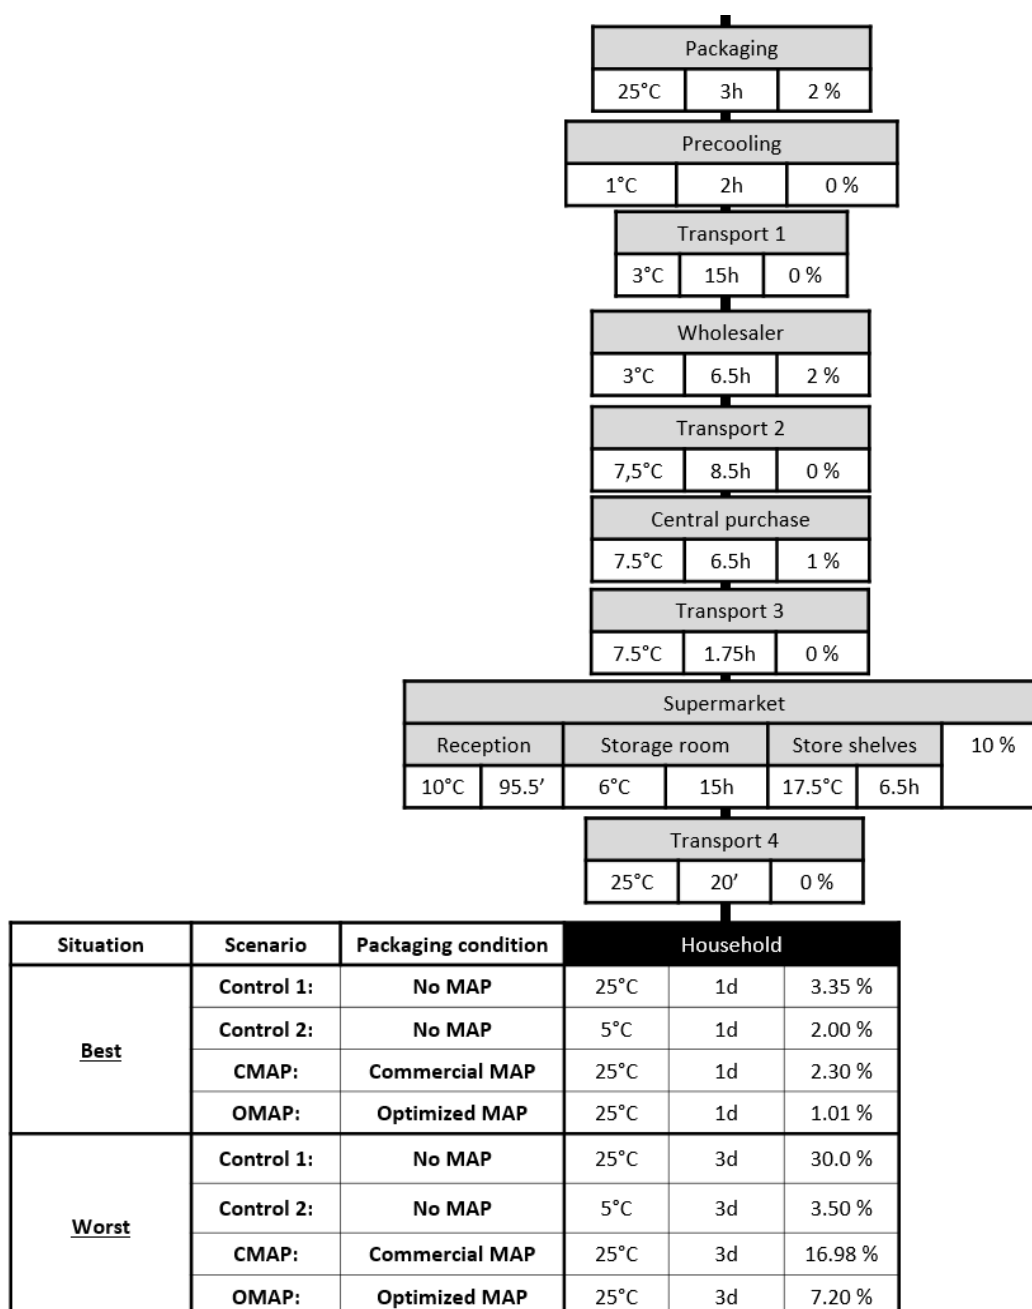 Packaging
25°C 3h 2 %
Precooling
1°C 2h 0 %
Transport 1
3°C 15h 0 %
Wholesaler
3°C 6.5h 2 %
Transport 2
7,5°C 8.5h 0 %
Central purchase
7.5°C 6.5h 1 %
Transport 3
7.5°C 1.75h 0 %
Supermarket
Reception Storage room Store shelves 10 %
10°C 95.5’ 6°C 15h 17.5°C 6.5h
Transport 4
25°C 20’ 0 %
Situation Scenario Packaging condition Household
Best
Control 1: No MAP 25°C 1d 3.35 %
Control 2: No MAP 5°C 1d 2.00 %
CMAP: Commercial MAP 25°C 1d 2.30 %
OMAP: Optimized MAP 25°C 1d 1.01 %
Worst
Control 1: No MAP 25°C 3d 30.0 %
Control 2: No MAP 5°C 3d 3.50 %
CMAP: Commercial MAP 25°C 3d 16.98 %
OMAP: Optimized MAP 25°C 3d 7.20 %